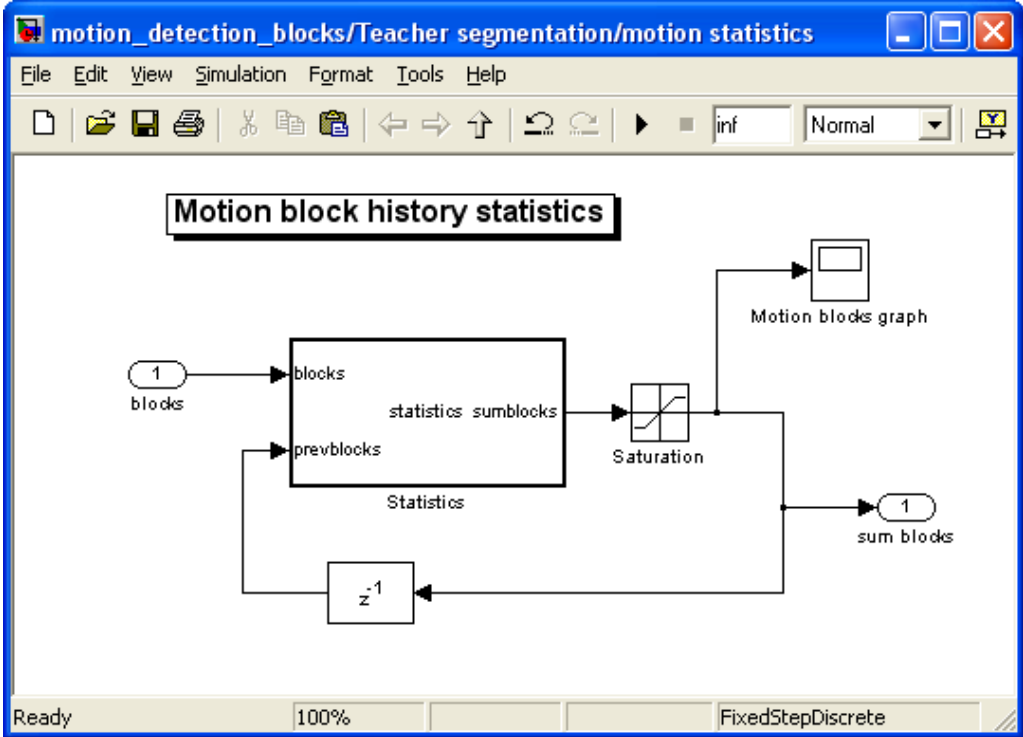 motion_detection_blocks/Teacher segmentation/motion statistics
File Edit View Simulation Format Tools Help
inf Normal
Motion block history statistics
Motion blocks graph
1
blocks
blocks
statistics sumblocks
prevblocks
Statistics
Saturation
1
sum blocks
z-1
Ready 100% FixedStepDiscrete